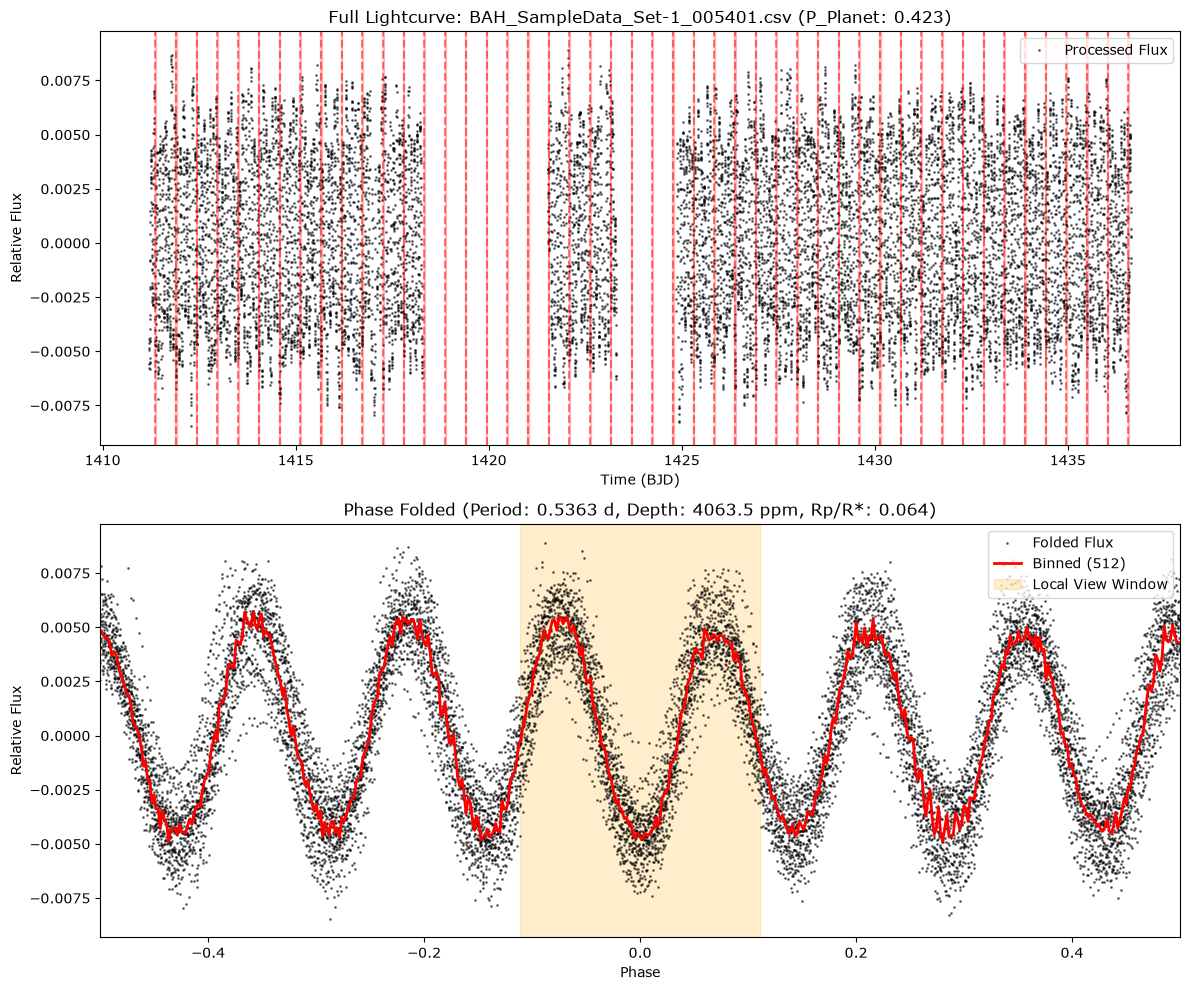 Full Lightcurve: BAH_SampleData_Set-1_005401.csv (P_Planet: 0.423)
Processed Flux
0.0075
0.0050
0.0025
0.0000
−0.0025
−0.0050
−0.0075
Relative Flux
1410
1415
1420
1425
1430
1435
Time (BJD)
Phase Folded (Period: 0.5363 d, Depth: 4063.5 ppm, Rp/R*: 0.064)
Folded Flux
Binned (512)
Local View Window
0.0075
0.0050
0.0025
0.0000
−0.0025
−0.0050
−0.0075
Relative Flux
−0.4
−0.2
0.0
0.2
0.4
Phase